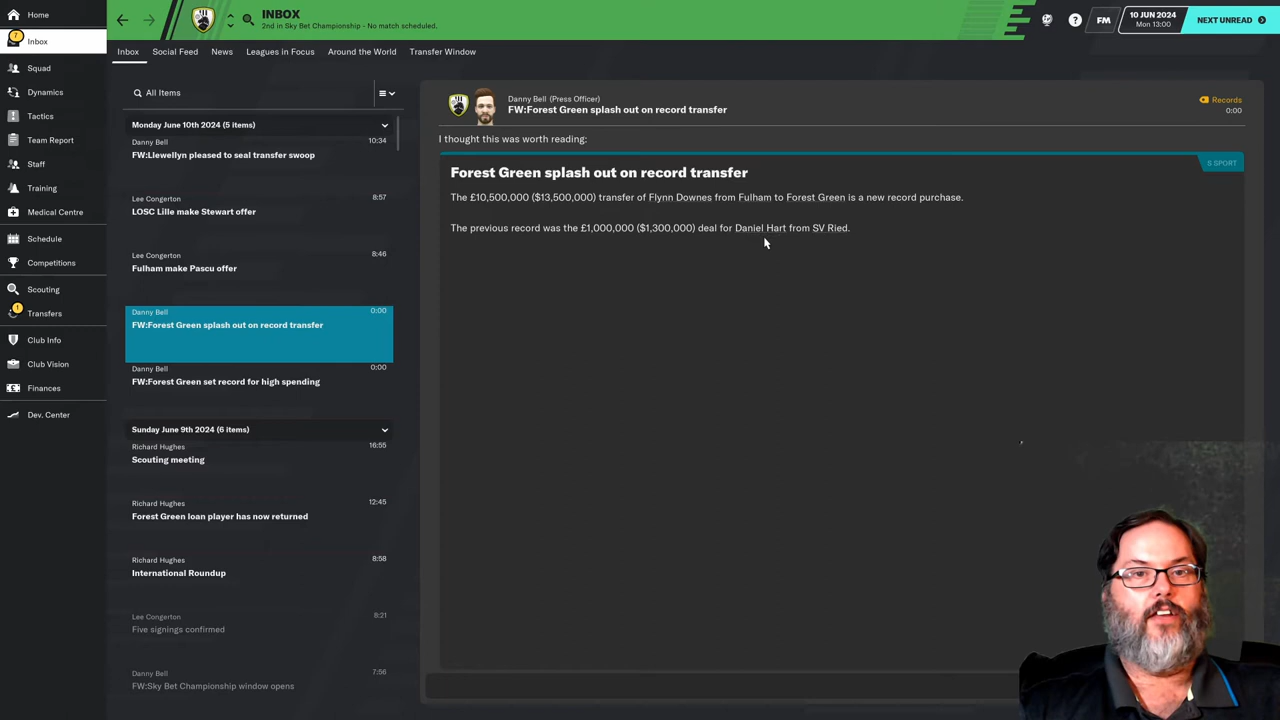 Home
7
Inbox
Squad
Dynamics
Tactics
Team Report
Staff
Training
Medical Centre
Schedule
Competitions
Scouting
1
Transfers
Club Info
Club Vision
Finances
Dev. Center
INBOX
2nd in Sky Bet Championship - No match scheduled.
?
FM
10 JUN 2024
Mon 13:00
NEXT UNREAD
Inbox
Social Feed
News
Leagues in Focus
Around the World
Transfer Window
All Items
Monday June 10th 2024 (5 items)
Danny Bell
10:34
FW:Llewellyn pleased to seal transfer swoop
Lee Congerton
8:57
LOSC Lille make Stewart offer
Lee Congerton
8:46
Fulham make Pascu offer
Danny Bell
0:00
FW:Forest Green splash out on record transfer
Danny Bell
0:00
FW:Forest Green set record for high spending
Sunday June 9th 2024 (6 items)
Richard Hughes
16:55
Scouting meeting
Richard Hughes
12:45
Forest Green loan player has now returned
Richard Hughes
8:58
International Roundup
Lee Congerton
8:21
Five signings confirmed
Danny Bell
7:56
FW:Sky Bet Championship window opens
Danny Bell (Press Officer)
FW:Forest Green splash out on record transfer
Records
0:00
I thought this was worth reading:
S SPORT
Forest Green splash out on record transfer
The £10,500,000 ($13,500,000) transfer of Flynn Downes from Fulham to Forest Green is a new record purchase.
The previous record was the £1,000,000 ($1,300,000) deal for Daniel Hart from SV Ried.